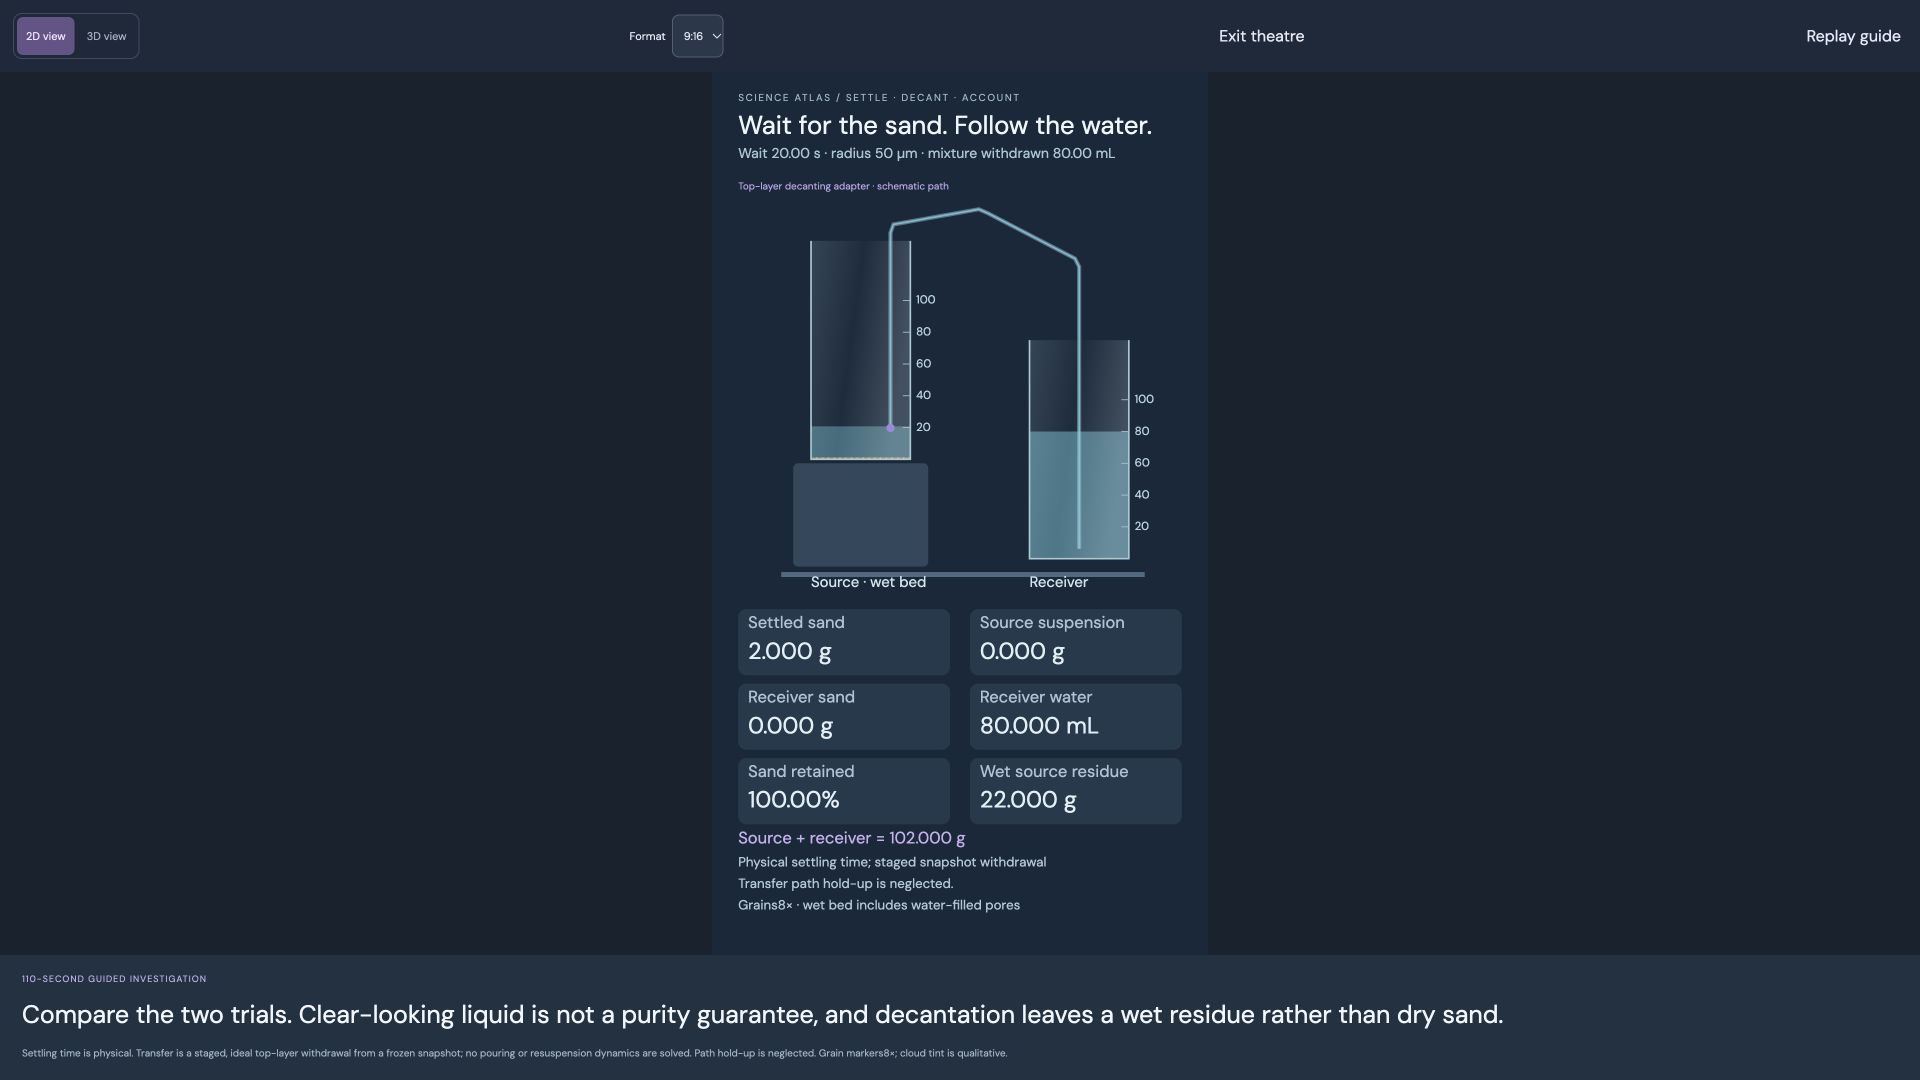 2D view
3D view
Format
9:16
Exit theatre
Replay guide
SCIENCE ATLAS / SETTLE · DECANT · ACCOUNT
Wait for the sand. Follow the water.
Wait 20.00 s · radius 50 µm · mixture withdrawn 80.00 mL
Top-layer decanting adapter · schematic path
100
80
60
40
20
100
80
60
40
20
Source · wet bed
Receiver
Settled sand
2.000 g
Source suspension
0.000 g
Receiver sand
0.000 g
Receiver water
80.000 mL
Sand retained
100.00%
Wet source residue
22.000 g
Source + receiver = 102.000 g
Physical settling time; staged snapshot withdrawal
Transfer path hold-up is neglected.
Grains8× · wet bed includes water-filled pores
110-SECOND GUIDED INVESTIGATION
Compare the two trials. Clear-looking liquid is not a purity guarantee, and decantation leaves a wet residue rather than dry sand.
Settling time is physical. Transfer is a staged, ideal top-layer withdrawal from a frozen snapshot; no pouring or resuspension dynamics are solved. Path hold-up is neglected. Grain markers8×; cloud tint is qualitative.